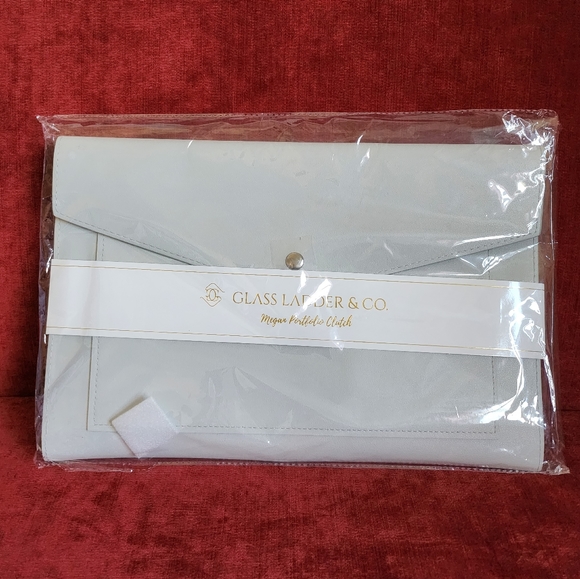 GLASS LADDER & CO.
Megan Portfolio Clutch